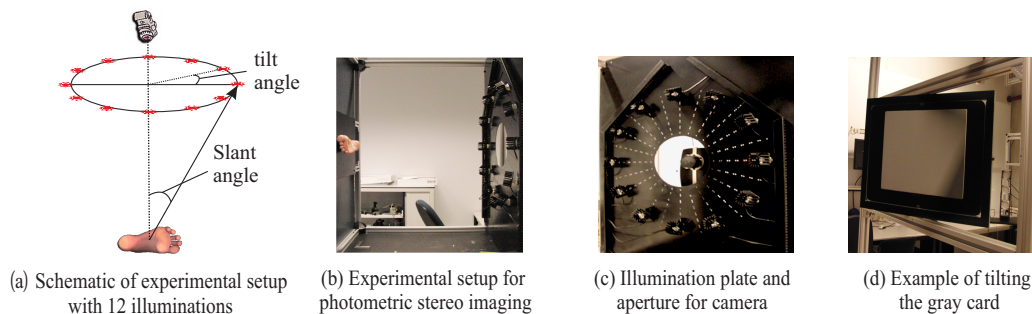 tilt
angle
Slant
angle
(a) Schematic of experimental setup
with 12 illuminations
(b) Experimental setup for
photometric stereo imaging
(c) Illumination plate and
aperture for camera
(d) Example of tilting
the gray card